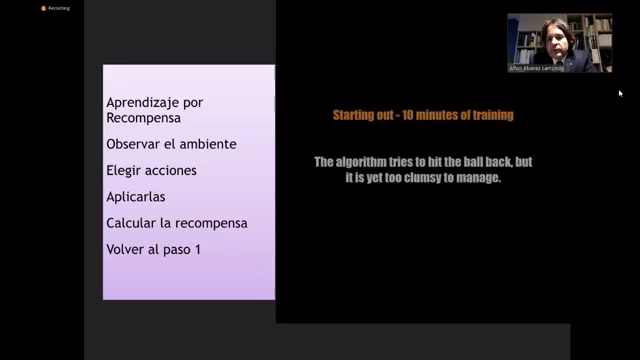 Recording
Aprendizaje por
Recompensa
Observar el ambiente
Elegir acciones
Aplicarlas
Calcular la recompensa
Volver al paso 1
Starting out - 10 minutes of training
The algorithm tries to hit the ball back, but
it is yet too clumsy to manage.